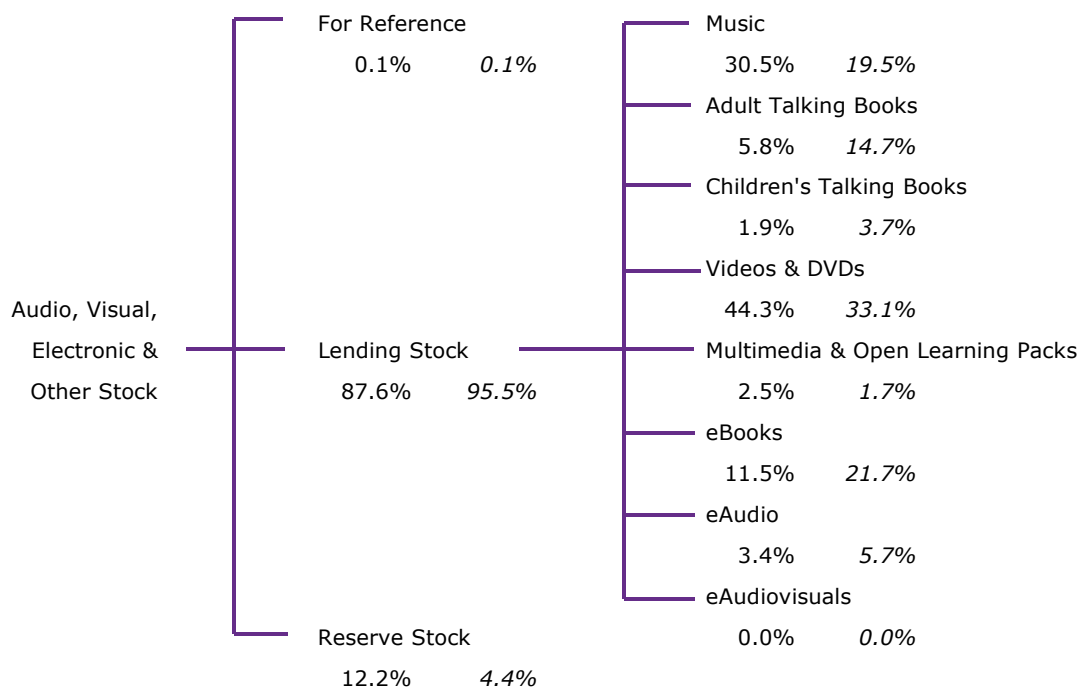 For Reference
0.1% 0.1%
Music
30.5% 19.5%
Adult Talking Books
5.8% 14.7%
Children's Talking Books
1.9% 3.7%
Videos & DVDs
44.3% 33.1%
Audio, Visual,
Electronic &
Other Stock
Lending Stock
87.6% 95.5%
Multimedia & Open Learning Packs
2.5% 1.7%
eBooks
11.5% 21.7%
eAudio
3.4% 5.7%
eAudiovisuals
0.0% 0.0%
Reserve Stock
12.2% 4.4%